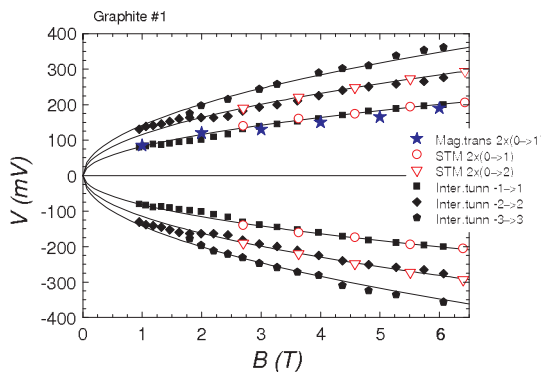 Graphite #1
400
300
200
100
0
-100
-200
-300
-400
V (mV)
0
1
2
3
4
5
6
B (T)
Mag.trans 2x(0->1
STM 2x(0->1)
STM 2x(0->2)
Inter.tunn -1->1
Inter.tunn -2->2
Inter.tunn -3->3